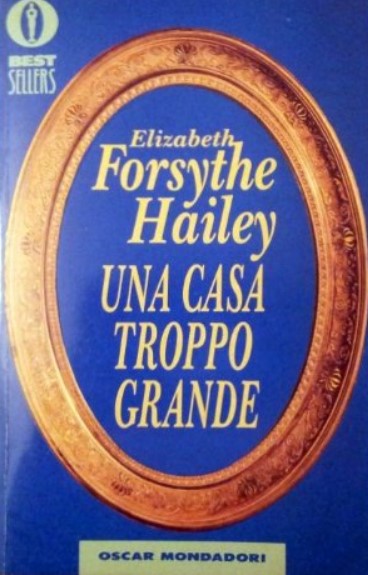 BEST
SELLERS
Elizabeth
Forsythe
Hailey
UNA CASA
TROPPO
GRANDE
OSCAR MONDADORI